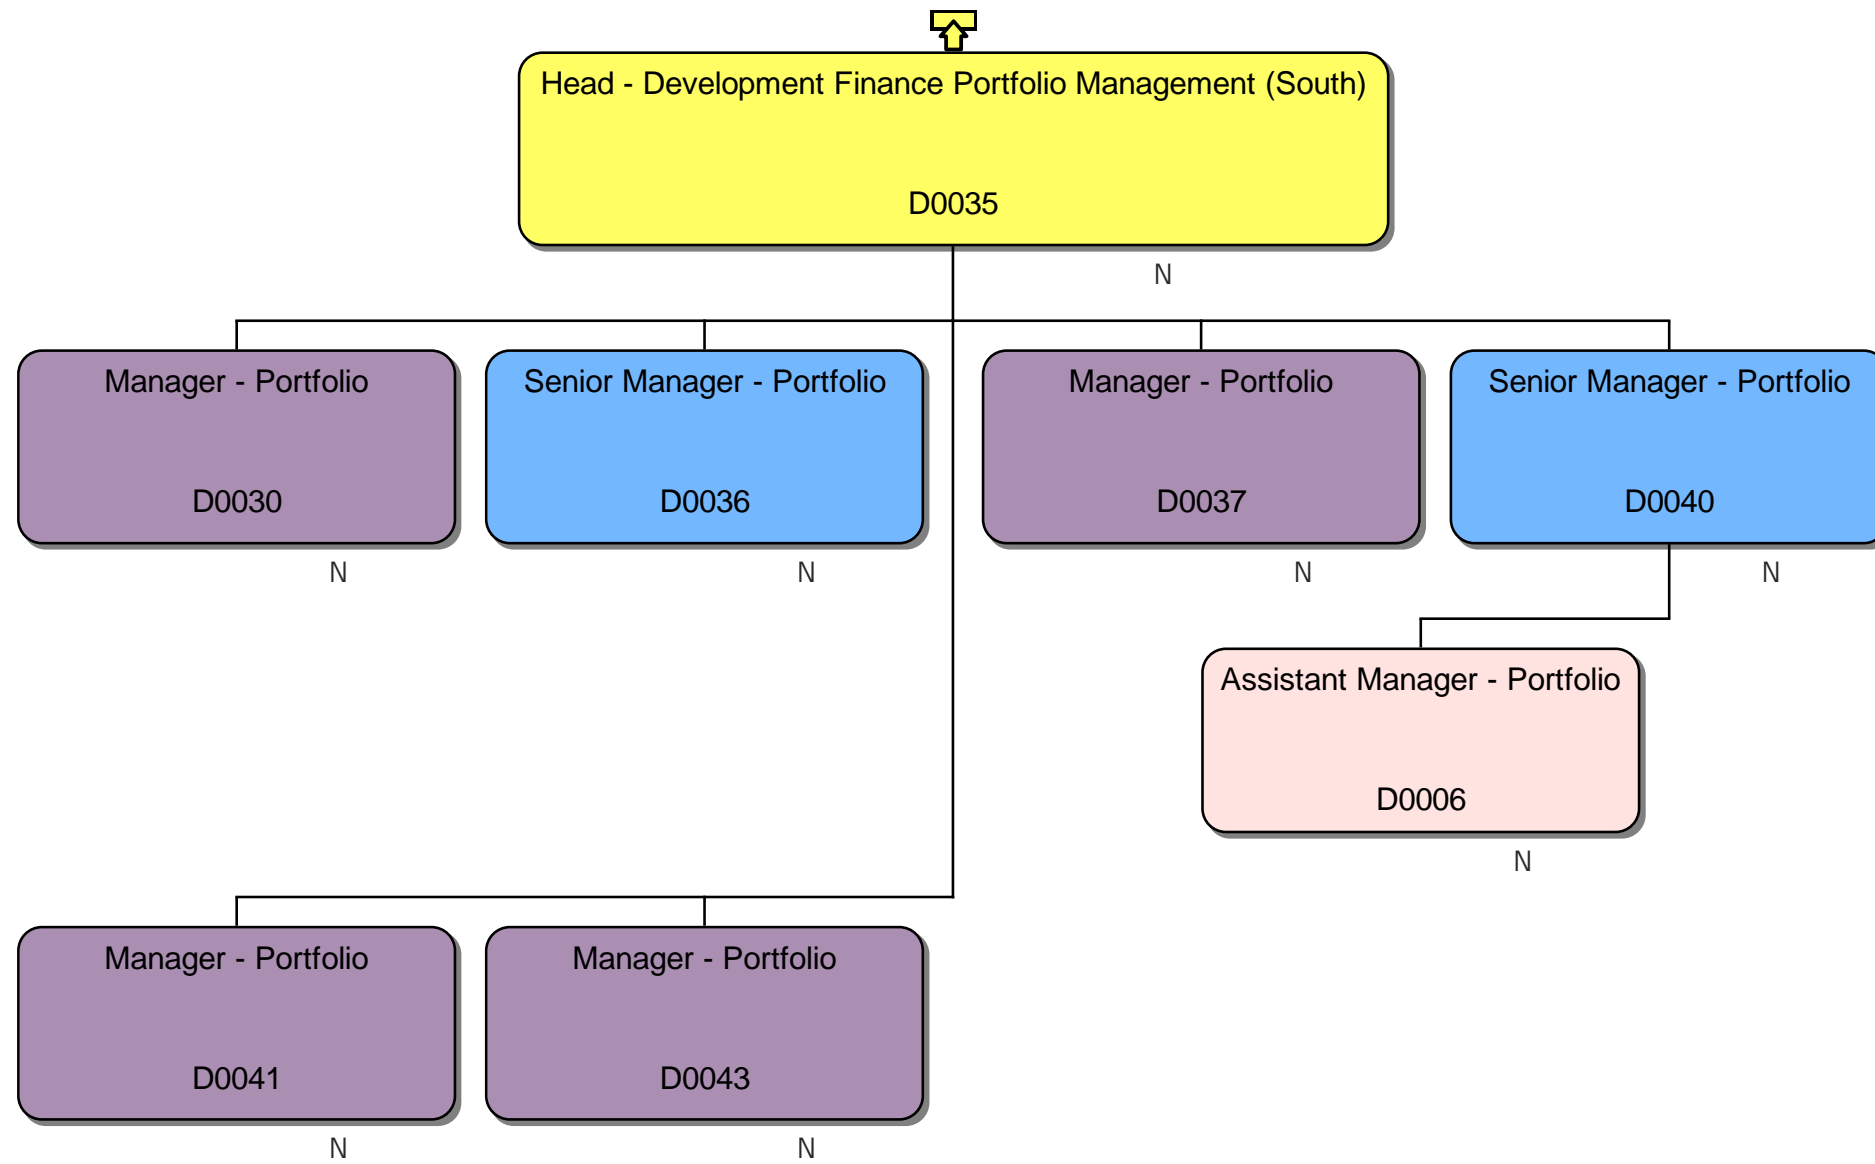 Head - Development Finance Portfolio Management (South)
D0035
N
Manager - Portfolio
D0030
N
Senior Manager - Portfolio
D0036
N
Manager - Portfolio
D0037
N
Senior Manager - Portfolio
D0040
N
Assistant Manager - Portfolio
D0006
N
Manager - Portfolio
D0041
N
Manager - Portfolio
D0043
N